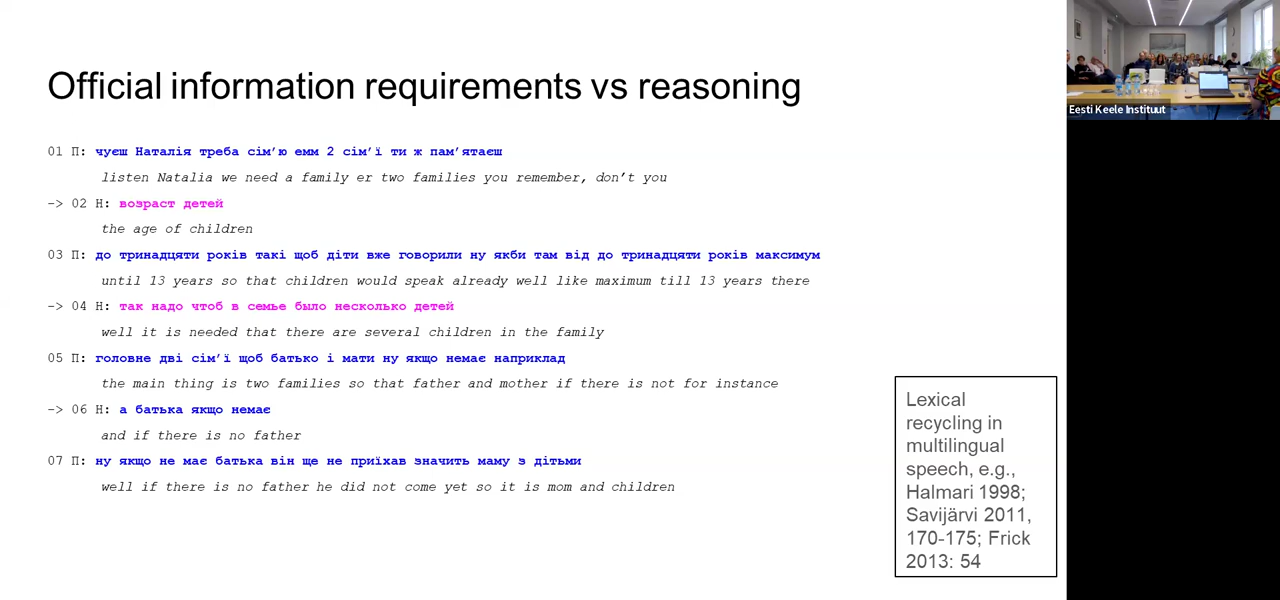 Official information requirements vs reasoning
01 П: чуєш Наталія треба сім’ю емм 2 сім’ї ти ж пам’ятаєш
listen Natalia we need a family er two families you remember, don’t you
-> 02 Н: возраст детей
the age of children
03 П: до тринадцяти років такі щоб діти вже говорили ну якби там від до тринадцяти років максимум
until 13 years so that children would speak already well like maximum till 13 years there
-> 04 Н: так надо чтоб в семье было несколько детей
well it is needed that there are several children in the family
05 П: головне дві сім’ї щоб батько і мати ну якщо немає наприклад
the main thing is two families so that father and mother if there is not for instance
-> 06 Н: а батька якщо немає
and if there is no father
07 П: ну якщо не має батька він ще не приїхав значить маму з дітьми
well if there is no father he did not come yet so it is mom and children
Lexical
recycling in
multilingual
speech, e.g.,
Halmari 1998;
Savijärvi 2011,
170-175; Frick
2013: 54
Eesti Keele Instituut